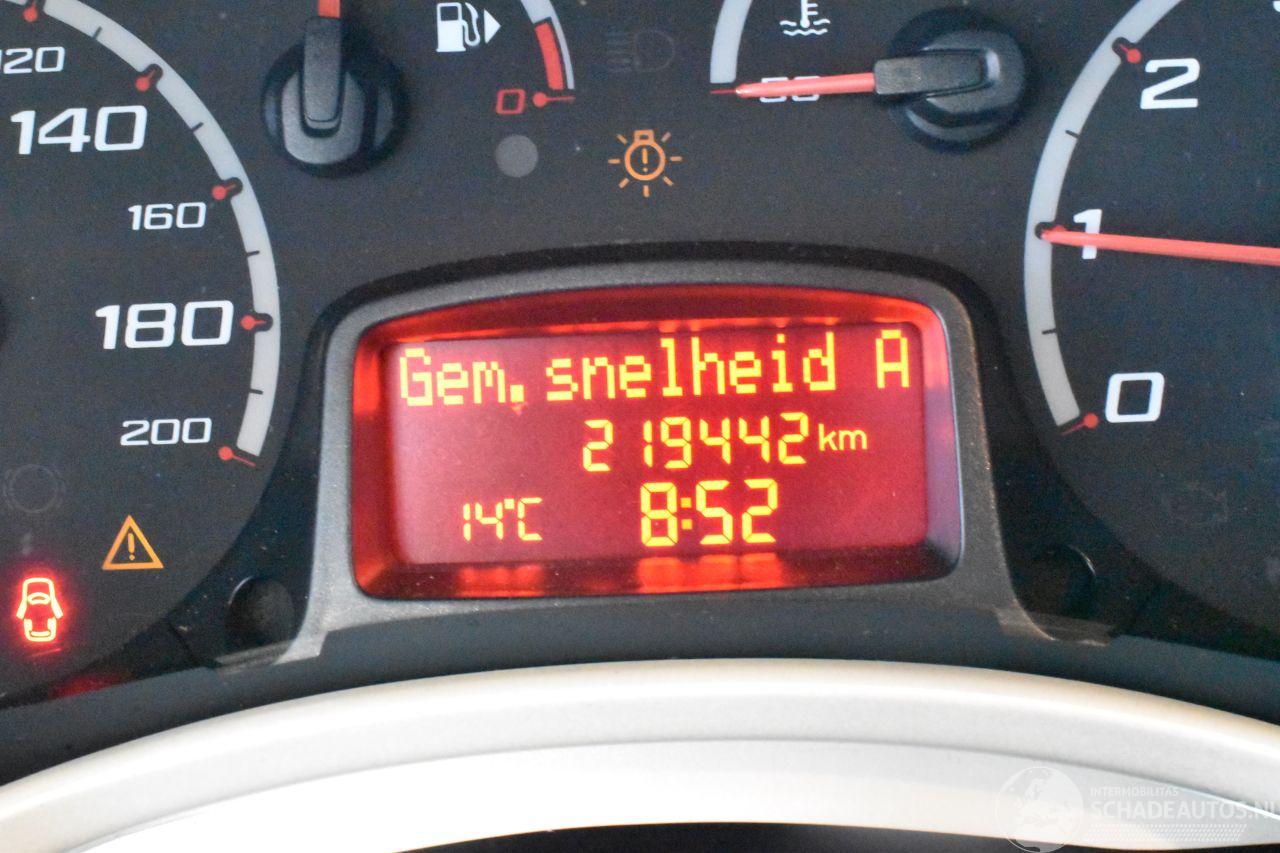 120
140
160
180
200
0
50
2
1
0
Gem. snelheid A
219442 km
14°C 8:52
INTERMOBILITAS
SCHADEAUTOS.NL